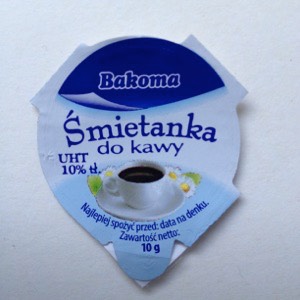 Bakoma
Śmietanka
do kawy
UHT
10% tł.
Najlepiej spożyć przed: data na denku.
Zawartość netto:
10 g